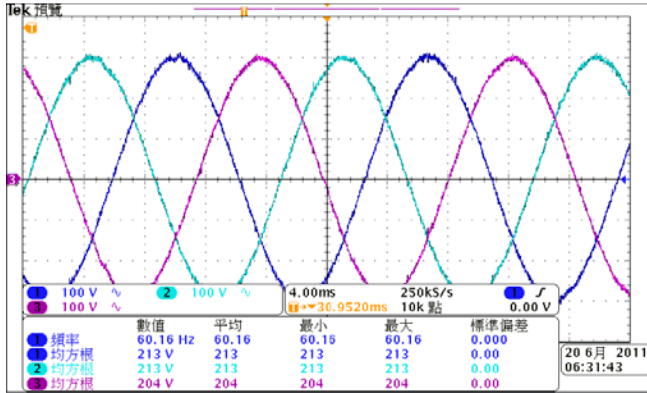 Tek 預覽
T
T
3
1 100 V 2 100 V 4.00ms 250kS/s 1
3 100 V T 30.9520ms 10k 點 0.00 V
數值 平均 最小 最大 標準偏差
1 頻率 60.16 Hz 60.16 60.16 60.16 0.000
1 均方根 213 V 213 213 213 0.00
2 均方根 213 V 213 213 213 0.00
3 均方根 204 V 204 204 204 0.00
20 6月 2011
06:31:43